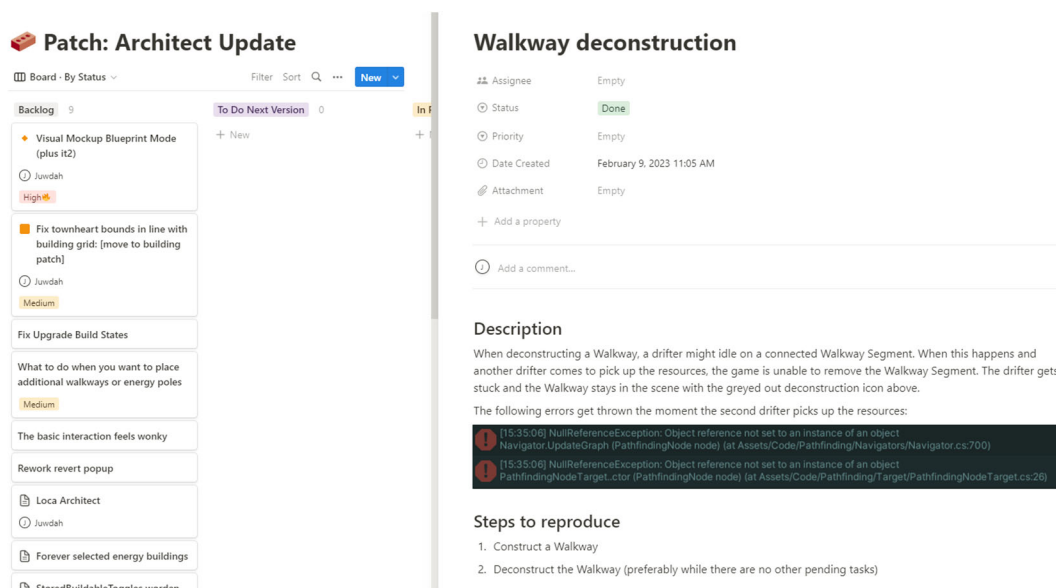 Patch: Architect Update
Board · By Status
Filter Sort
New
Backlog 9
To Do Next Version 0
In
+ New
+
Visual Mockup Blueprint Mode
(plus it2)
Juwdah
High
Fix townheart bounds in line with
building grid: [move to building
patch]
Juwdah
Medium
Fix Upgrade Build States
What to do when you want to place
additional walkways or energy poles
Medium
The basic interaction feels wonky
Rework revert popup
Loca Architect
Juwdah
Forever selected energy buildings
Walkway deconstruction
Assignee Empty
Status Done
Priority Empty
Date Created February 9, 2023 11:05 AM
Attachment Empty
+ Add a property
J Add a comment...
Description
When deconstructing a Walkway, a drifter might idle on a connected Walkway Segment. When this happens and
another drifter comes to pick up the resources, the game is unable to remove the Walkway Segment. The drifter gets
stuck and the Walkway stays in the scene with the greyed out deconstruction icon above.
The following errors get thrown the moment the second drifter picks up the resources:
[15:35:06] NullReferenceException: Object reference not set to an instance of an object
Navigator.UpdateGraph (PathfindingNode node) (at Assets/Code/Pathfinding/Navigators/Navigator.cs:700)
[15:35:06] NullReferenceException: Object reference not set to an instance of an object
PathfindingNodeTarget..ctor (PathfindingNode node) (at Assets/Code/Pathfinding/Target/PathfindingNodeTarget.cs:26)
Steps to reproduce
1. Construct a Walkway
2. Deconstruct the Walkway (preferably while there are no other pending tasks)